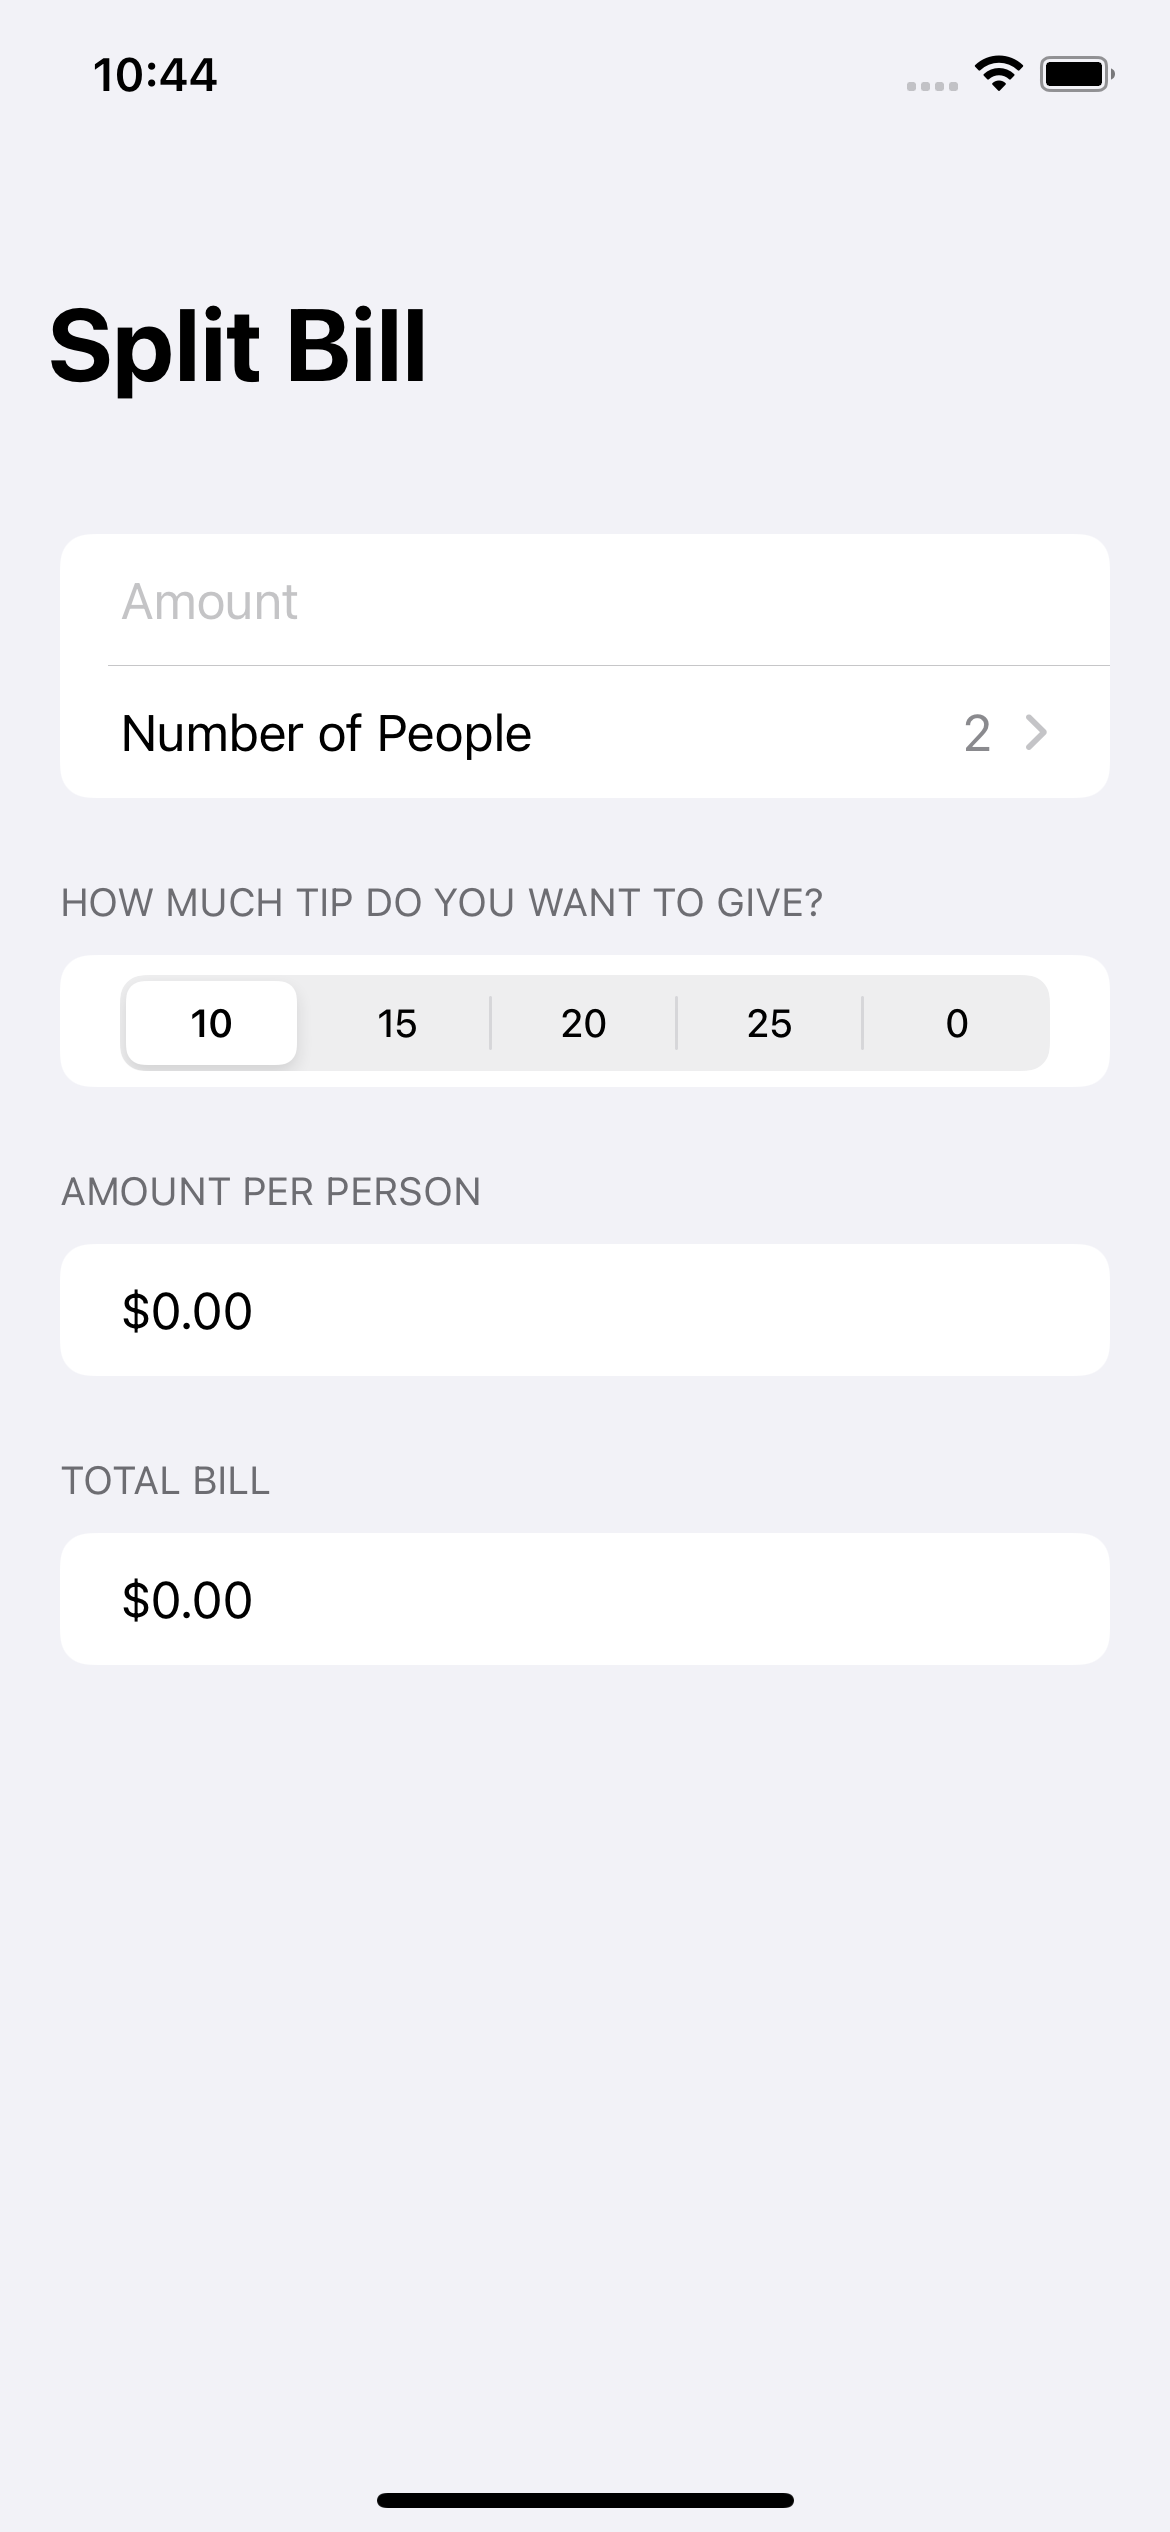 10:44
Split Bill
Amount
Number of People 2
HOW MUCH TIP DO YOU WANT TO GIVE?
10 15 20 25 0
AMOUNT PER PERSON
$0.00
TOTAL BILL
$0.00